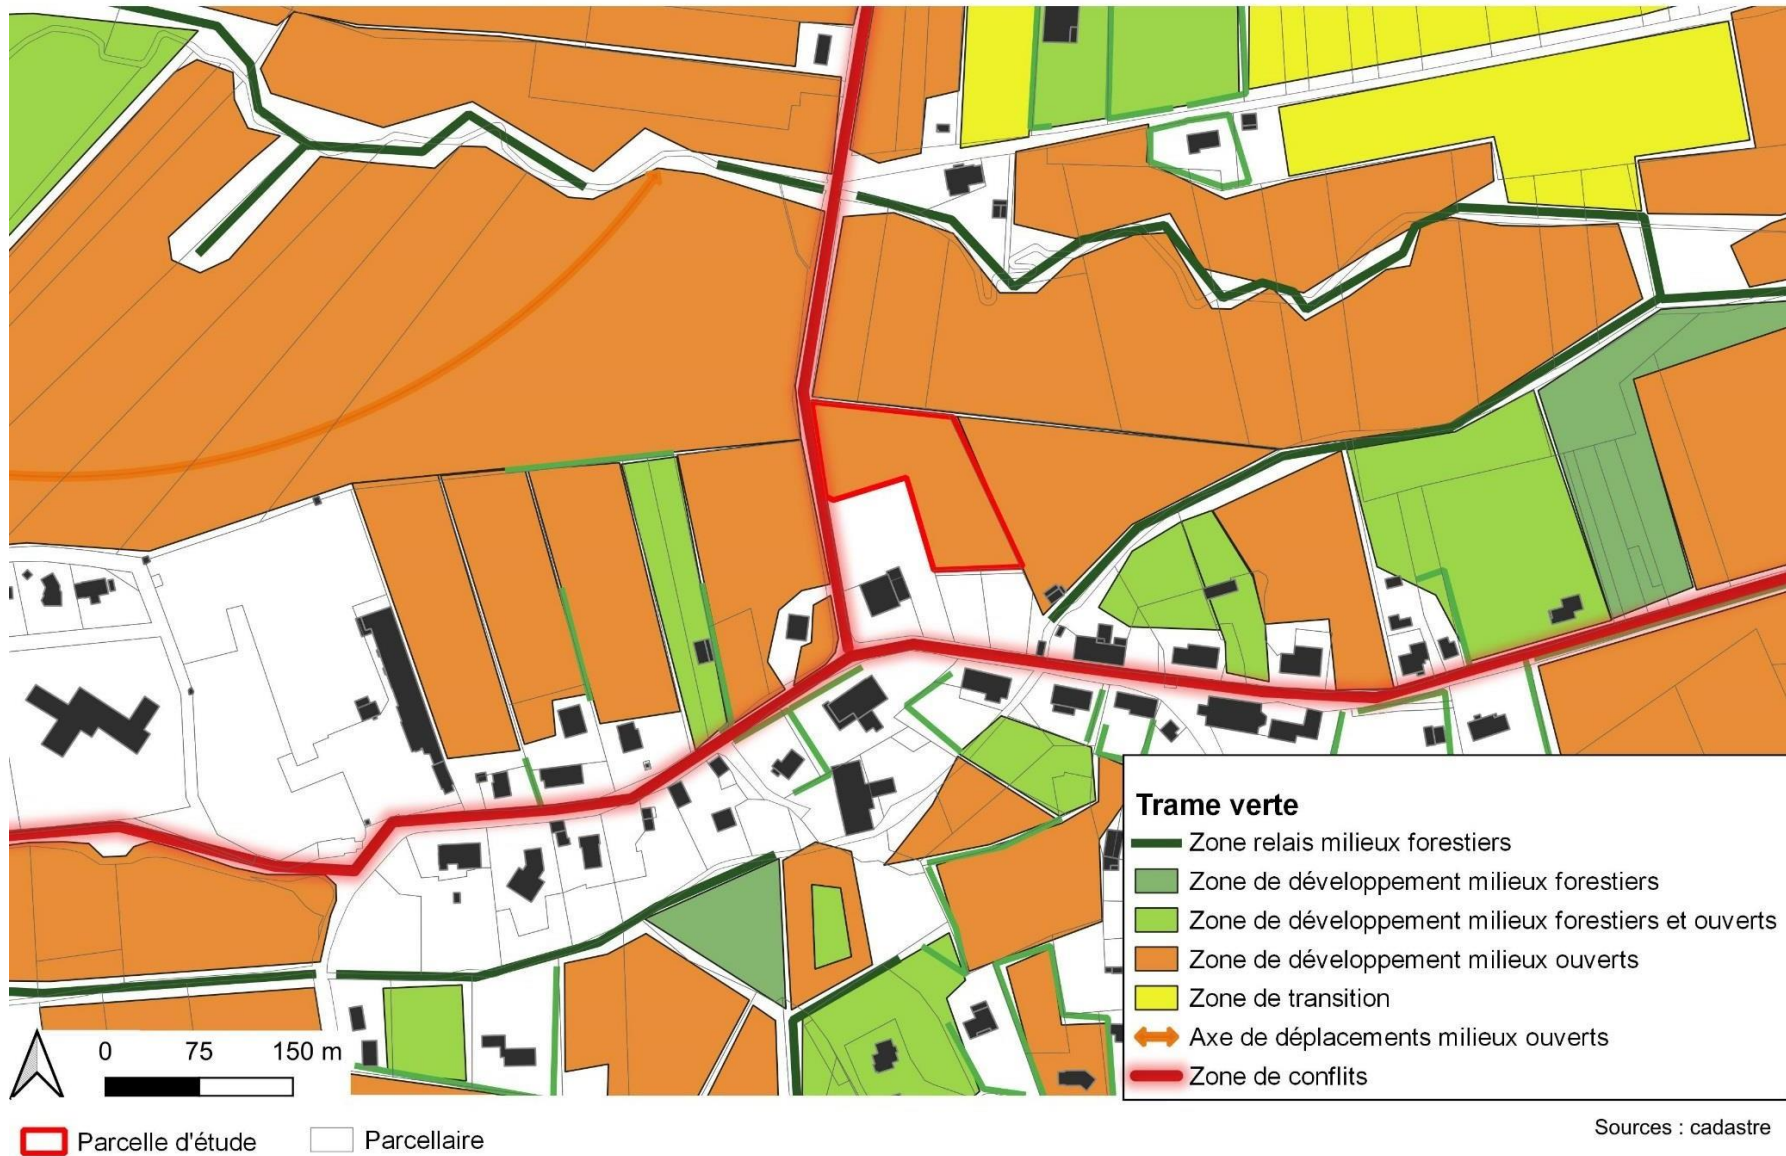 Trame verte
Zone relais milieux forestiers
Zone de développement milieux forestiers
Zone de développement milieux forestiers et ouverts
Zone de développement milieux ouverts
Zone de transition
Axe de déplacements milieux ouverts
Zone de conflits
0 75 150 m
Parcelle d'étude
Parcellaire
Sources : cadastre